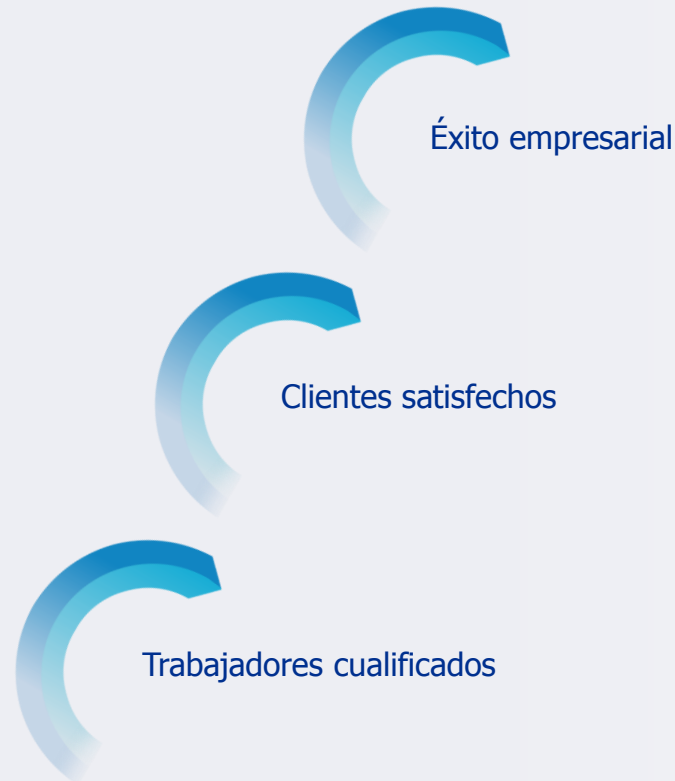 Éxito empresarial
Clientes satisfechos
Trabajadores cualificados